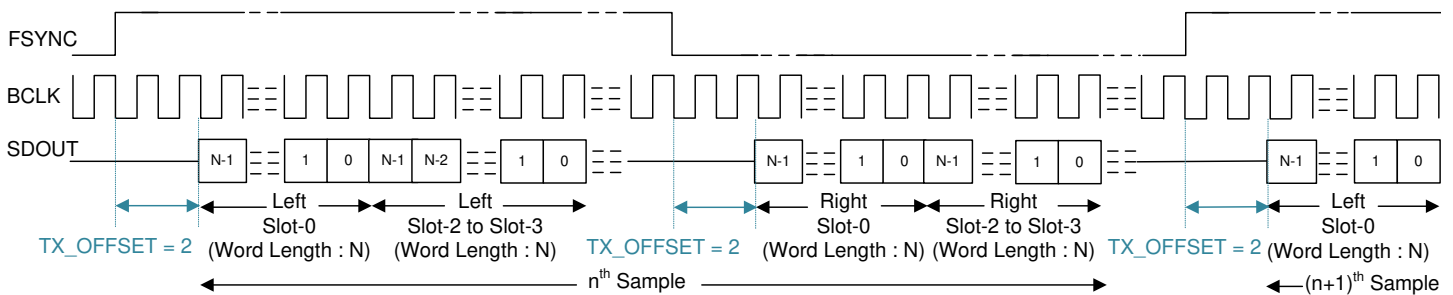 FSYNC
BCLK
SDOUT
N-1 1 0 N-1 N-2 1 0 N-1 1 0 N-1 1 0 N-1 1 0
Left Left Right Right Left
Slot-0 Slot-2 to Slot-3 Slot-0 Slot-2 to Slot-3 Slot-0
TX_OFFSET = 2 (Word Length : N) (Word Length : N) TX_OFFSET = 2 (Word Length : N) (Word Length : N) TX_OFFSET = 2 (Word Length : N)
nth Sample (n+1)th Sample